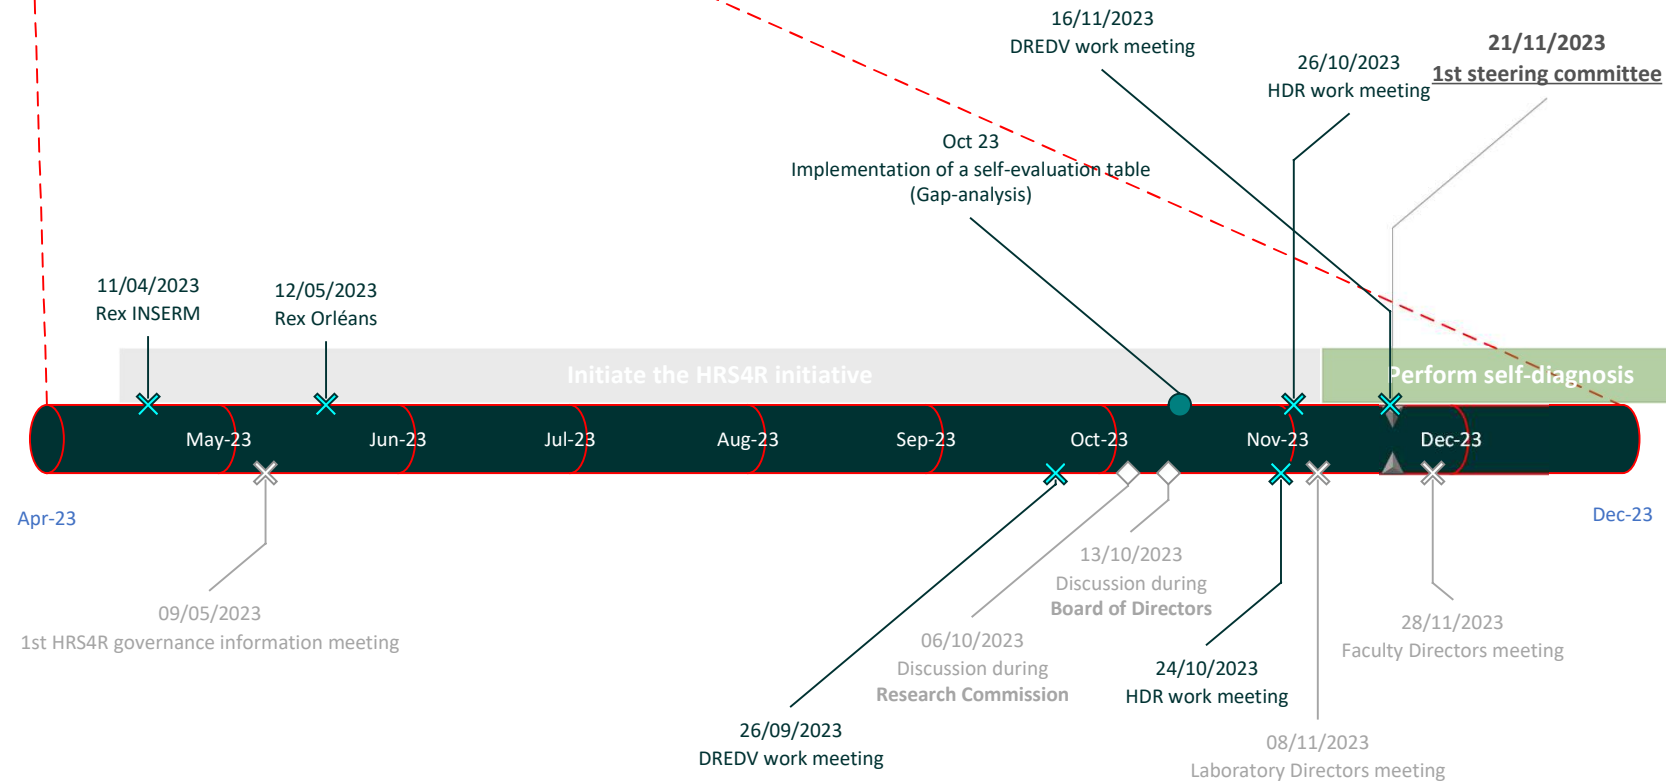 16/11/2023
DREDV work meeting
26/10/2023
HDR work meeting
21/11/2023
1st steering committee
Oct 23
Implementation of a self-evaluation table
(Gap-analysis)
11/04/2023
Rex INSERM
12/05/2023
Rex Orléans
Initiate the HRS4R initiative
Perform self-diagnosis
May-23
Jun-23
Jul-23
Aug-23
Sep-23
Oct-23
Nov-23
Dec-23
Apr-23
Dec-23
09/05/2023
1st HRS4R governance information meeting
13/10/2023
Discussion during
Board of Directors
06/10/2023
Discussion during
Research Commission
24/10/2023
HDR work meeting
28/11/2023
Faculty Directors meeting
26/09/2023
DREDV work meeting
08/11/2023
Laboratory Directors meeting